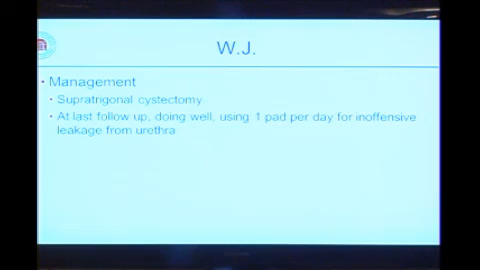 W.J.
• Management
• Supratrigonal cystectomy
• At last follow up, doing well, using 1 pad per day for inoffensive
leakage from urethra